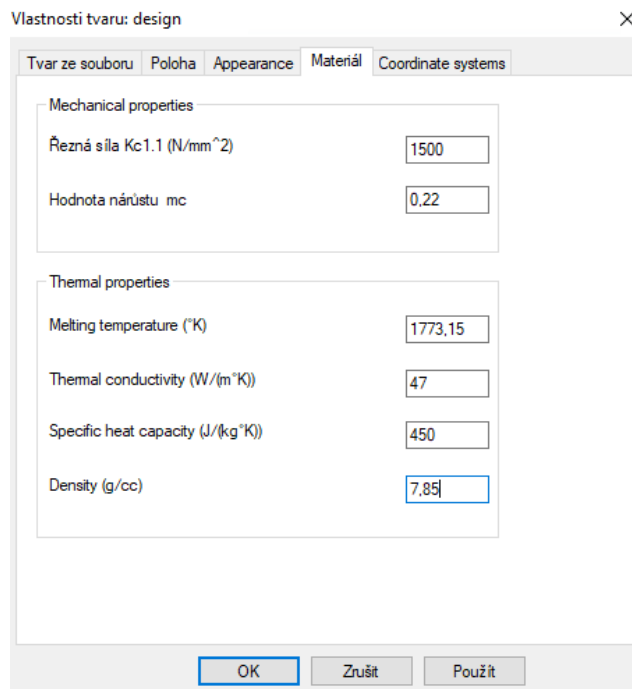 Vlastnosti tvaru: design
Tvar ze souboru Poloha Appearance Materiál Coordinate systems
Mechanical properties
Řezná síla Kc1.1 (N/mm^2) 1500
Hodnota nárůstu mc 0,22
Thermal properties
Melting temperature (°K) 1773,15
Thermal conductivity (W/(m°K)) 47
Specific heat capacity (J/(kg°K)) 450
Density (g/cc) 7,85
OK Zrušit Použít